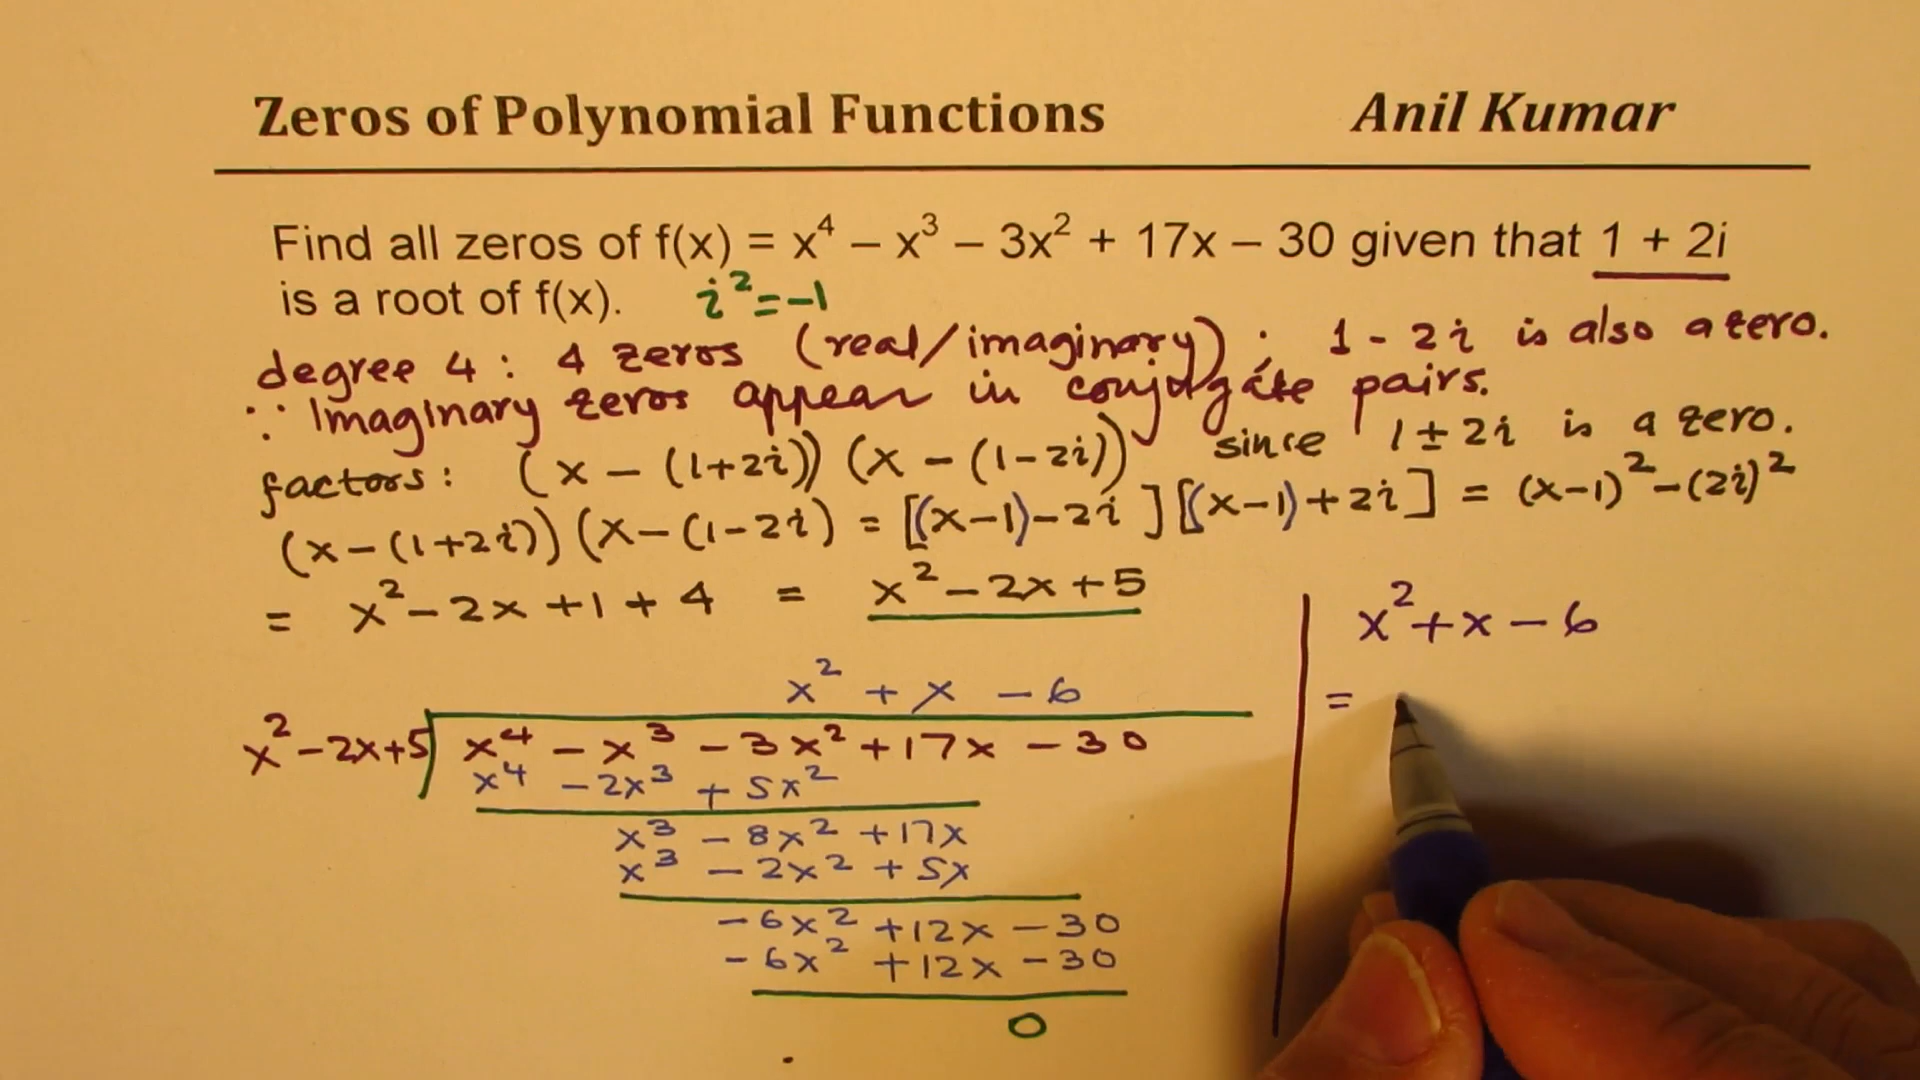 Zeros of Polynomial Functions Anil Kumar
Find all zeros of f(x) = x⁴ – x³ – 3x² + 17x – 30 given that 1 + 2i
is a root of f(x). i² = -1
degree 4 : 4 zeros (real/imaginary) ; 1 - 2i is also a zero.
∵ Imaginary zeros appear in conjugate pairs.
factors : (x - (1+2i)) (x - (1-2i)) since 1 ± 2i is a zero.
(x - (1+2i)) (x - (1-2i) = [(x-1) - 2i] [(x-1) + 2i] = (x-1)² - (2i)²
= x² - 2x + 1 + 4 = x² - 2x + 5
x² + x - 6
x² + x - 6
=
x² - 2x + 5) x⁴ - x³ - 3x² + 17x - 30
x⁴ - 2x³ + 5x²
x³ - 8x² + 17x
x³ - 2x² + 5x
-6x² + 12x - 30
-6x² + 12x - 30
0